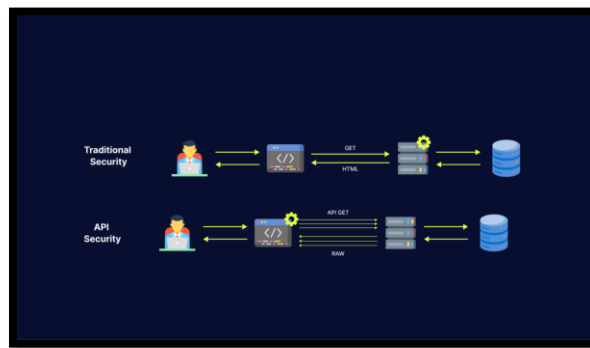 Traditional
Security
</>
GET
HTML
API
Security
</>
API GET
RAW